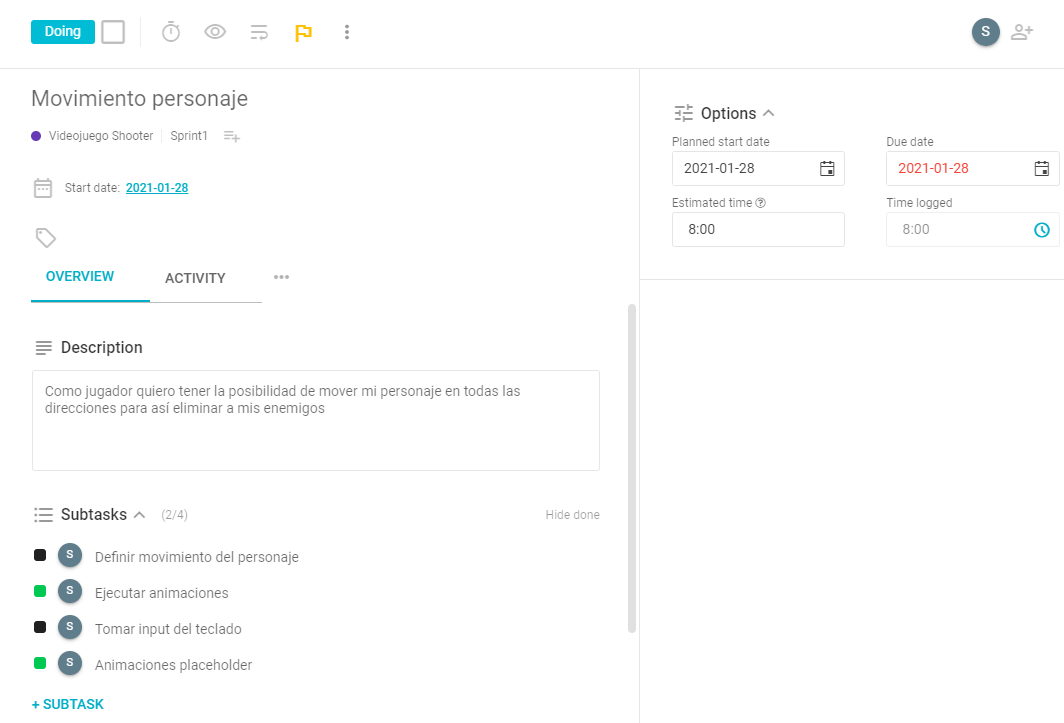 Doing
S
Movimiento personaje
Videojuego Shooter Sprint1
Start date: 2021-01-28
OVERVIEW ACTIVITY
Description
Como jugador quiero tener la posibilidad de mover mi personaje en todas las
direcciones para así eliminar a mis enemigos
Subtasks (2/4) Hide done
S Definir movimiento del personaje
S Ejecutar animaciones
S Tomar input del teclado
S Animaciones placeholder
+ SUBTASK
Options
Planned start date Due date
2021-01-28 2021-01-28
Estimated time ? Time logged
8:00 8:00